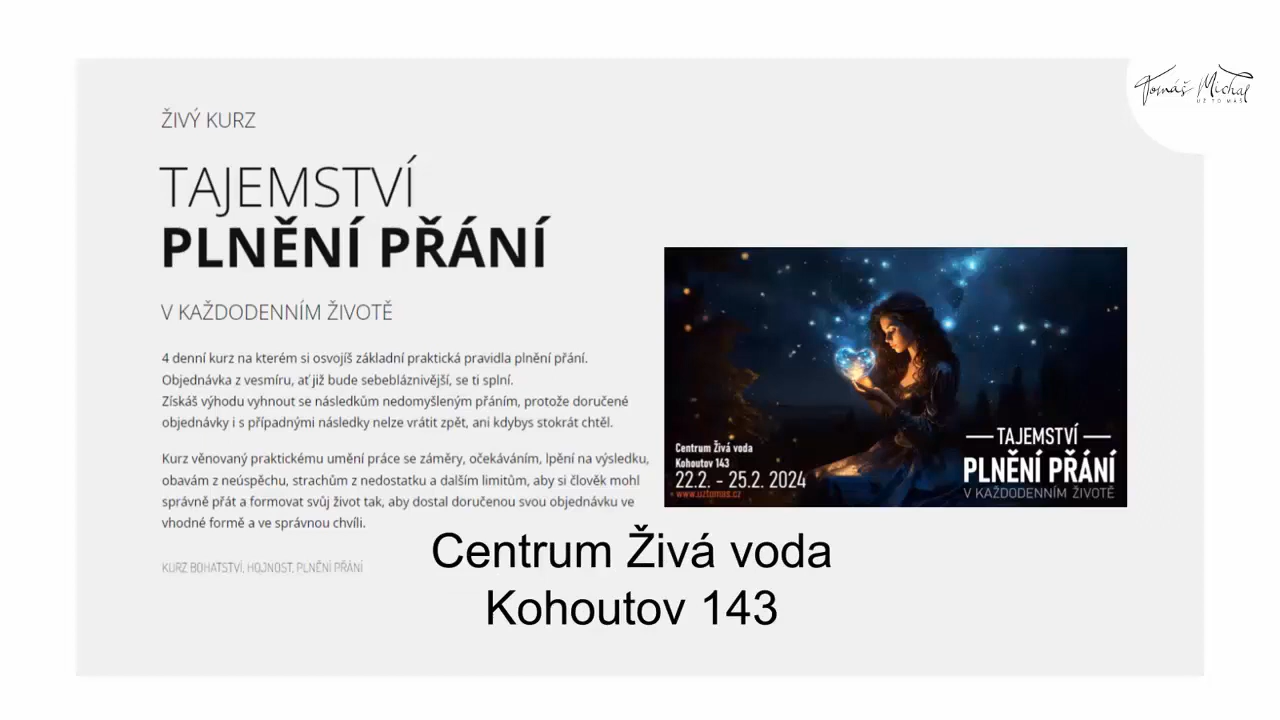 Tomáš Michal
UŽ TO MÁŠ
ŽIVÝ KURZ
TAJEMSTVÍ
PLNĚNÍ PŘÁNÍ
V KAŽDODENNÍM ŽIVOTĚ
4 denní kurz na kterém si osvojíš základní praktická pravidla plnění přání.
Objednávka z vesmíru, ať již bude sebebláznivější, se ti splní.
Získáš výhodu vyhnout se následkům nedomyšleným přáním, protože doručené
objednávky i s případnými následky nelze vrátit zpět, ani kdybys stokrát chtěl.
Kurz věnovaný praktickému umění práce se záměry, očekáváním, lpění na výsledku,
obavám z neúspěchu, strachům z nedostatku a dalším limitům, aby si člověk mohl
správně přát a formovat svůj život tak, aby dostal doručenou svou objednávku ve
vhodné formě a ve správnou chvíli.
KURZ BOHATSTVÍ, HOJNOST, PLNĚNÍ PŘÁNÍ
Centrum Živá voda
Kohoutov 143
22.2. - 25.2. 2024
www.uztomas.cz
TAJEMSTVÍ
PLNĚNÍ PŘÁNÍ
V KAŽDODENNÍM ŽIVOTĚ
Centrum Živá voda
Kohoutov 143